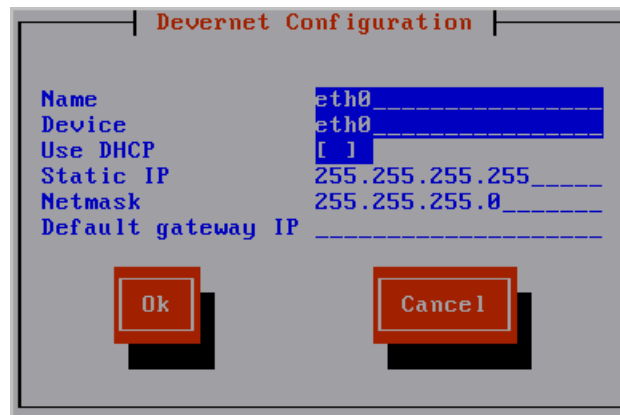 Devernet Configuration
Name eth0
Device eth0
Use DHCP [ ]
Static IP 255.255.255.255
Netmask 255.255.255.0
Default gateway IP
Ok Cancel